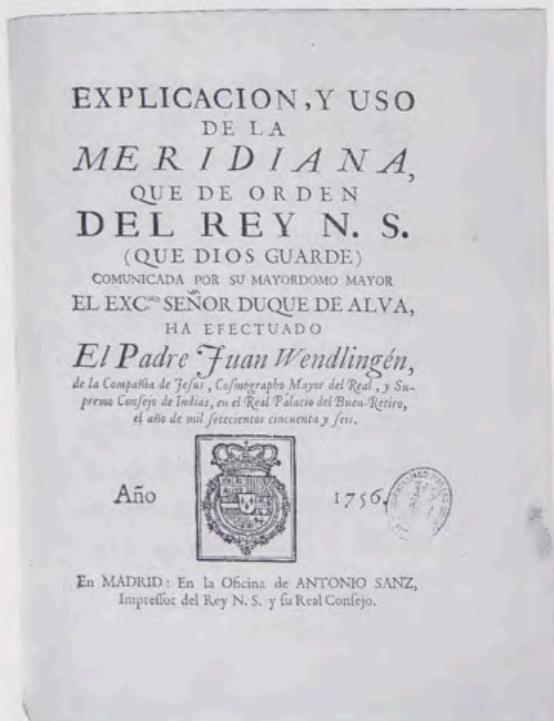 EXPLICACION, Y USO
DE LA
MERIDIANA,
QUE DE ORDEN
DEL REY N. S.
(QUE DIOS GUARDE)
COMUNICADA POR SU MAYORDOMO MAYOR
EL EXC.mo SEÑOR DUQUE DE ALVA,
HA EFECTUADO
El Padre Juan Wendlingén,
de la Compañia de Jeſus, Coſmographo Mayor del Real, y Su-
premo Conſejo de Indias, en el Real Palacio del Buen-Retiro,
el año de mil ſetecientos cincuenta y ſeis.
Año 1756.
En MADRID: En la Oficina de ANTONIO SANZ,
Impreſſor del Rey N. S. y ſu Real Conſejo.